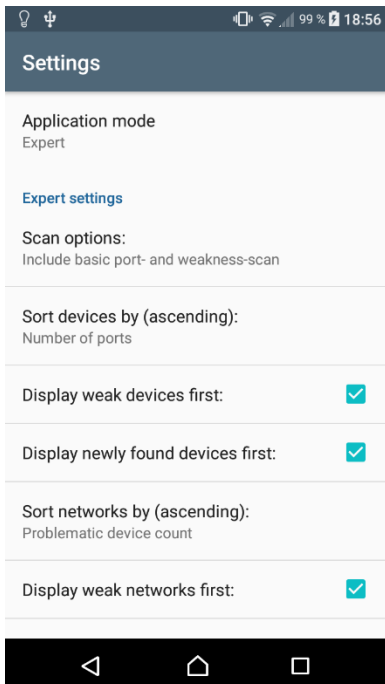 99 % 18:56
Settings
Application mode
Expert
Expert settings
Scan options:
Include basic port- and weakness-scan
Sort devices by (ascending):
Number of ports
Display weak devices first:
Display newly found devices first:
Sort networks by (ascending):
Problematic device count
Display weak networks first: